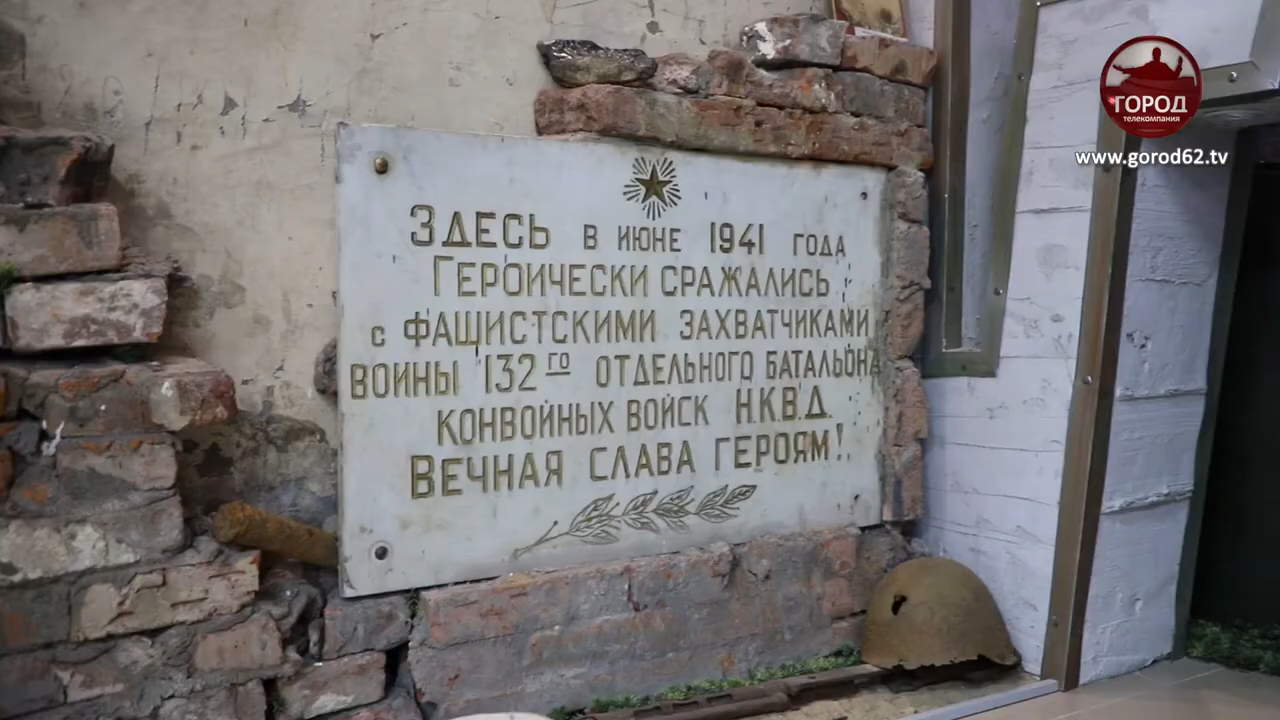 ГОРОД
телекомпания
www.gorod62.tv
ЗДЕСЬ В ИЮНЕ 1941 ГОДА
ГЕРОИЧЕСКИ СРАЖАЛИСЬ
С ФАЩИСТСКИМИ ЗАХВАТЧИКАМИ
ВОИНЫ 132ГО ОТДЕЛЬНОГО БАТАЛЬОНА
КОНВОЙНЫХ ВОЙСК Н.К.В.Д.
ВЕЧНАЯ СЛАВА ГЕРОЯМ!